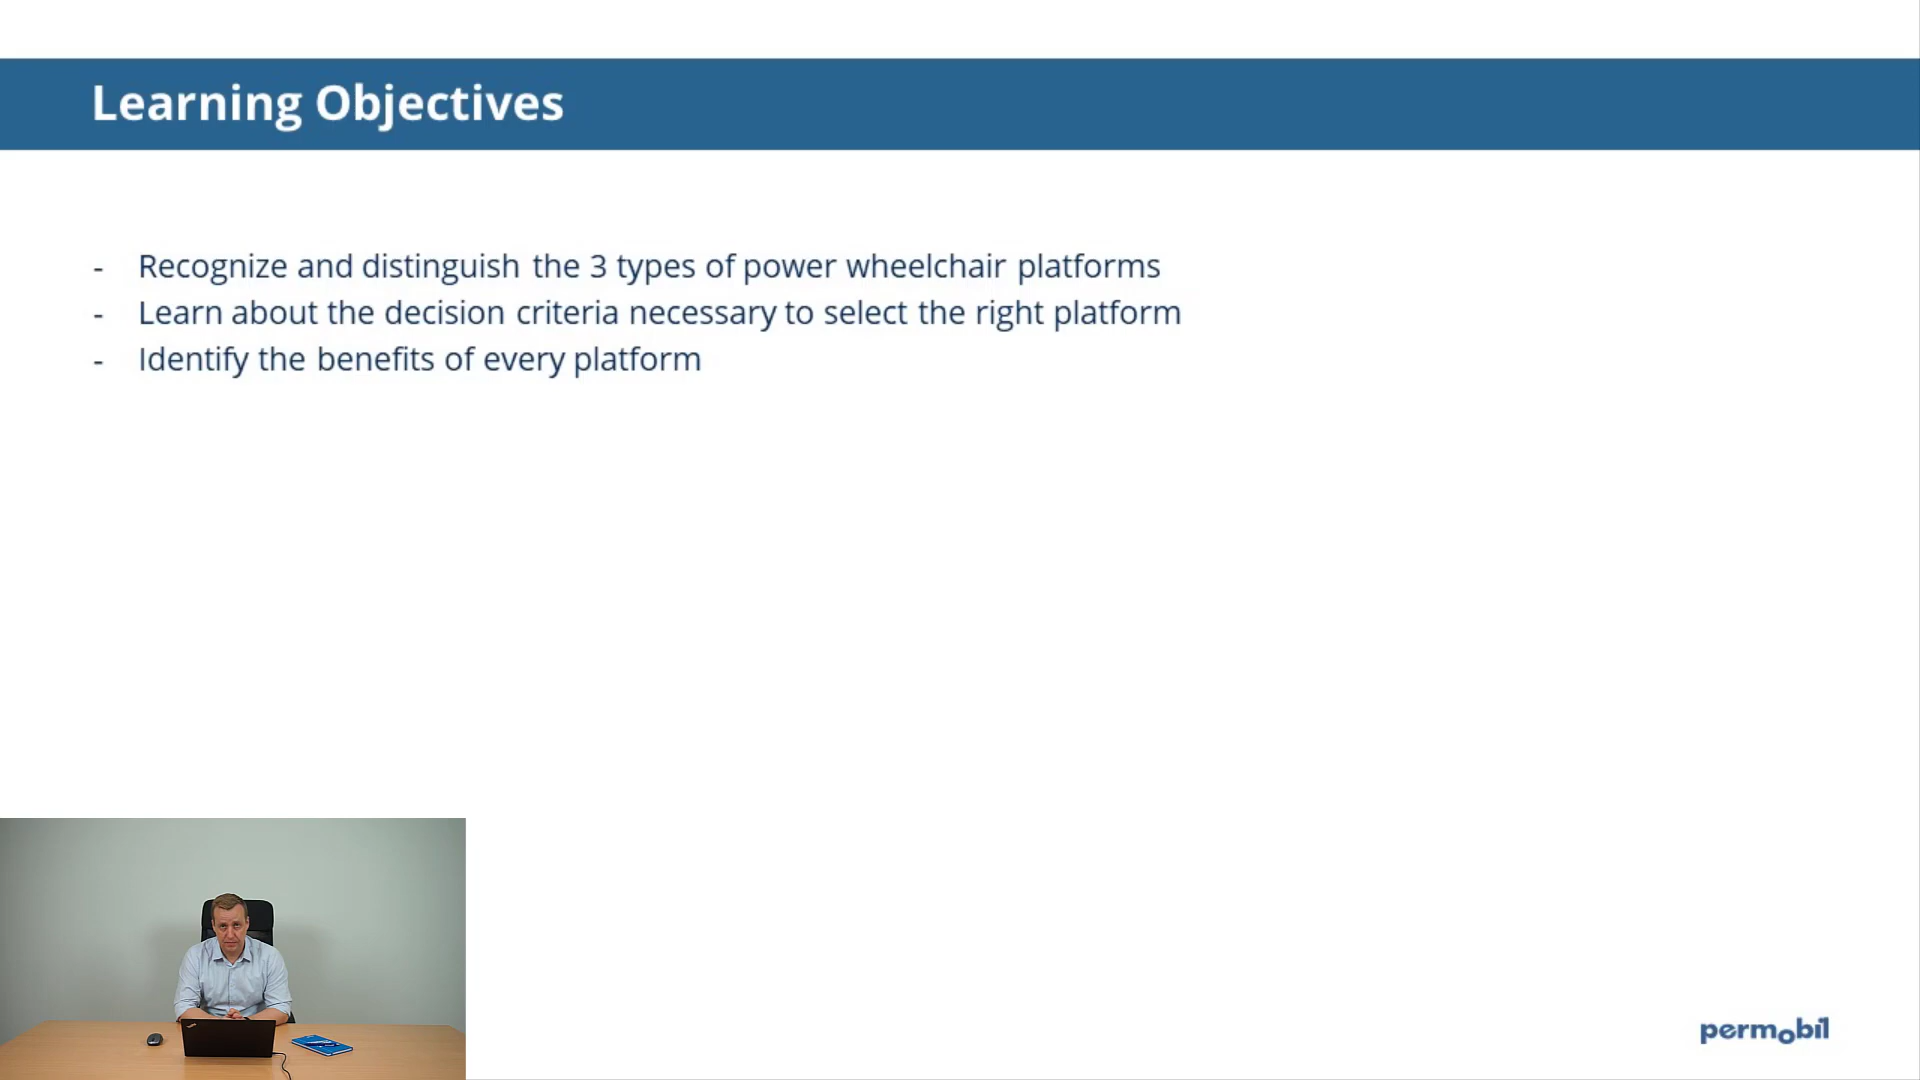 Learning Objectives
- Recognize and distinguish the 3 types of power wheelchair platforms
- Learn about the decision criteria necessary to select the right platform
- Identify the benefits of every platform
permobil